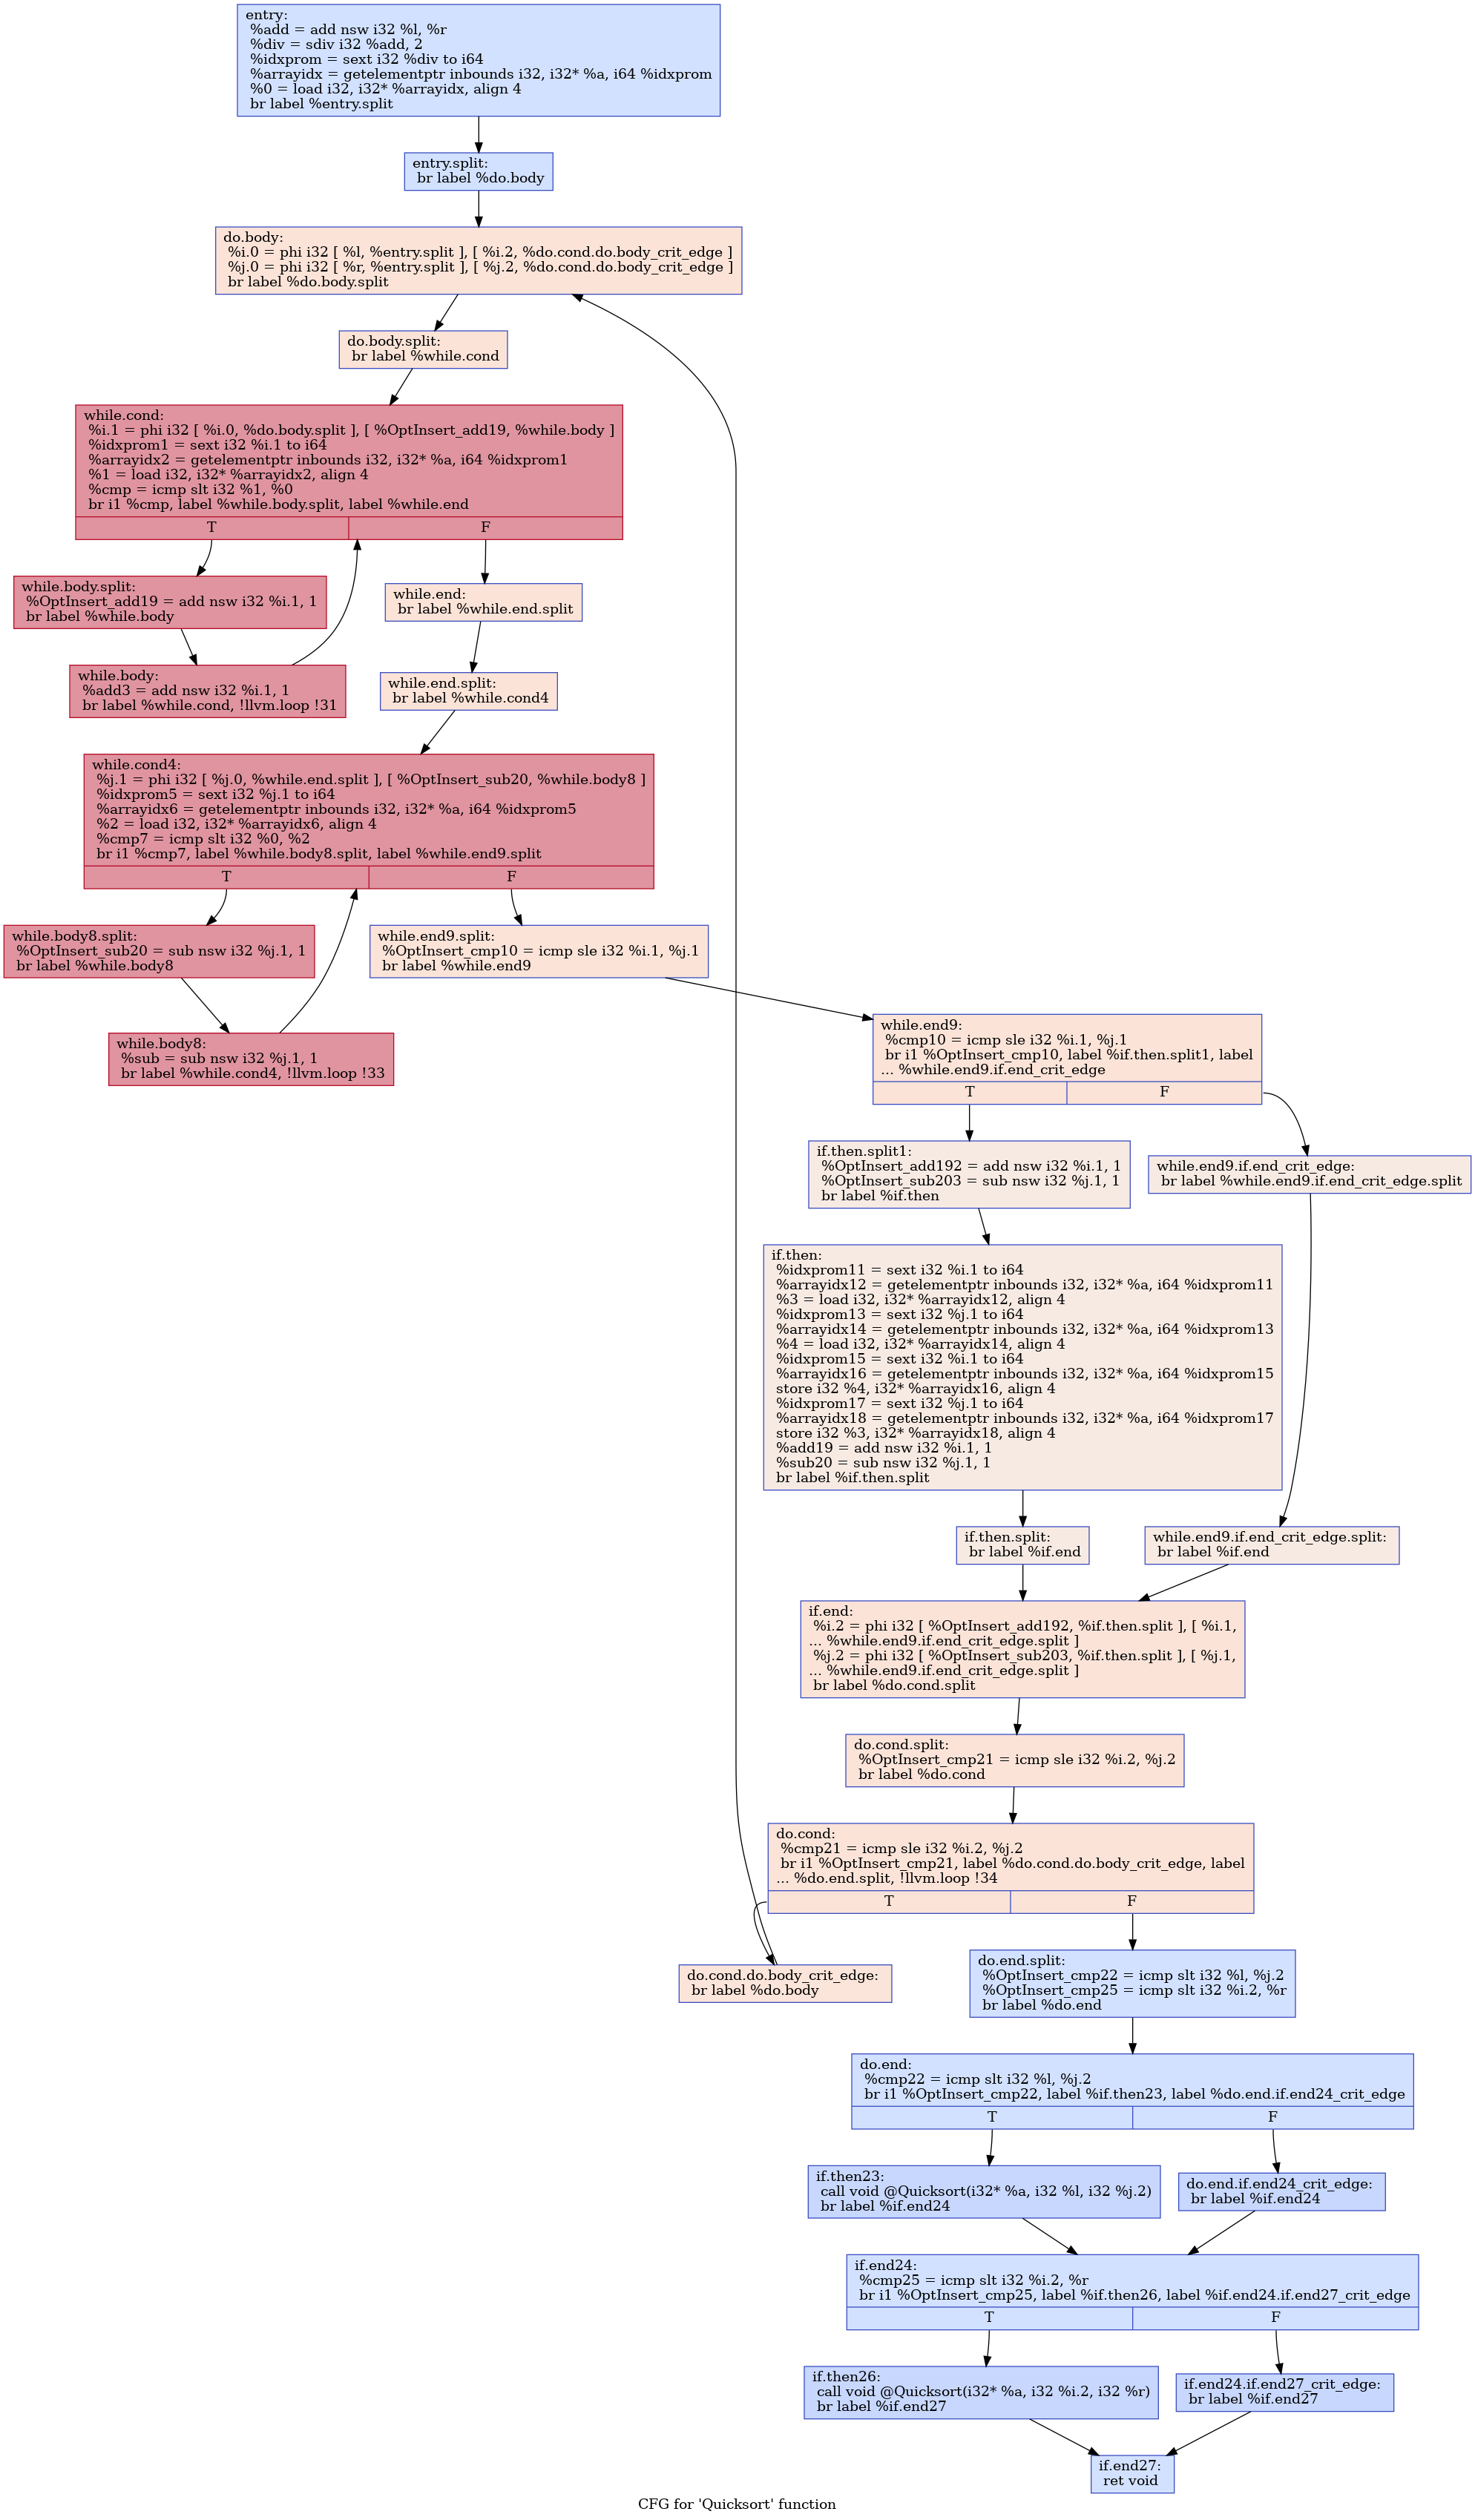 entry:
%add = add nsw i32 %l, %r
%div = sdiv i32 %add, 2
%idxprom = sext i32 %div to i64
%arrayidx = getelementptr inbounds i32, i32* %a, i64 %idxprom
%0 = load i32, i32* %arrayidx, align 4
br label %entry.split
entry.split:
br label %do.body
do.body:
%i.0 = phi i32 [ %l, %entry.split ], [ %i.2, %do.cond.do.body_crit_edge ]
%j.0 = phi i32 [ %r, %entry.split ], [ %j.2, %do.cond.do.body_crit_edge ]
br label %do.body.split
do.body.split:
br label %while.cond
while.cond:
%i.1 = phi i32 [ %i.0, %do.body.split ], [ %OptInsert_add19, %while.body ]
%idxprom1 = sext i32 %i.1 to i64
%arrayidx2 = getelementptr inbounds i32, i32* %a, i64 %idxprom1
%1 = load i32, i32* %arrayidx2, align 4
%cmp = icmp slt i32 %1, %0
br i1 %cmp, label %while.body.split, label %while.end
T F
while.body.split:
%OptInsert_add19 = add nsw i32 %i.1, 1
br label %while.body
while.end:
br label %while.end.split
while.body:
%add3 = add nsw i32 %i.1, 1
br label %while.cond, !llvm.loop !31
while.end.split:
br label %while.cond4
while.cond4:
%j.1 = phi i32 [ %j.0, %while.end.split ], [ %OptInsert_sub20, %while.body8 ]
%idxprom5 = sext i32 %j.1 to i64
%arrayidx6 = getelementptr inbounds i32, i32* %a, i64 %idxprom5
%2 = load i32, i32* %arrayidx6, align 4
%cmp7 = icmp slt i32 %0, %2
br i1 %cmp7, label %while.body8.split, label %while.end9.split
T F
while.body8.split:
%OptInsert_sub20 = sub nsw i32 %j.1, 1
br label %while.body8
while.end9.split:
%OptInsert_cmp10 = icmp sle i32 %i.1, %j.1
br label %while.end9
while.body8:
%sub = sub nsw i32 %j.1, 1
br label %while.cond4, !llvm.loop !33
while.end9:
%cmp10 = icmp sle i32 %i.1, %j.1
br i1 %OptInsert_cmp10, label %if.then.split1, label
... %while.end9.if.end_crit_edge
T F
if.then.split1:
%OptInsert_add192 = add nsw i32 %i.1, 1
%OptInsert_sub203 = sub nsw i32 %j.1, 1
br label %if.then
while.end9.if.end_crit_edge:
br label %while.end9.if.end_crit_edge.split
if.then:
%idxprom11 = sext i32 %i.1 to i64
%arrayidx12 = getelementptr inbounds i32, i32* %a, i64 %idxprom11
%3 = load i32, i32* %arrayidx12, align 4
%idxprom13 = sext i32 %j.1 to i64
%arrayidx14 = getelementptr inbounds i32, i32* %a, i64 %idxprom13
%4 = load i32, i32* %arrayidx14, align 4
%idxprom15 = sext i32 %i.1 to i64
%arrayidx16 = getelementptr inbounds i32, i32* %a, i64 %idxprom15
store i32 %4, i32* %arrayidx16, align 4
%idxprom17 = sext i32 %j.1 to i64
%arrayidx18 = getelementptr inbounds i32, i32* %a, i64 %idxprom17
store i32 %3, i32* %arrayidx18, align 4
%add19 = add nsw i32 %i.1, 1
%sub20 = sub nsw i32 %j.1, 1
br label %if.then.split
if.then.split:
br label %if.end
while.end9.if.end_crit_edge.split:
br label %if.end
if.end:
%i.2 = phi i32 [ %OptInsert_add192, %if.then.split ], [ %i.1,
... %while.end9.if.end_crit_edge.split ]
%j.2 = phi i32 [ %OptInsert_sub203, %if.then.split ], [ %j.1,
... %while.end9.if.end_crit_edge.split ]
br label %do.cond.split
do.cond.split:
%OptInsert_cmp21 = icmp sle i32 %i.2, %j.2
br label %do.cond
do.cond:
%cmp21 = icmp sle i32 %i.2, %j.2
br i1 %OptInsert_cmp21, label %do.cond.do.body_crit_edge, label
... %do.end.split, !llvm.loop !34
T F
do.cond.do.body_crit_edge:
br label %do.body
do.end.split:
%OptInsert_cmp22 = icmp slt i32 %l, %j.2
%OptInsert_cmp25 = icmp slt i32 %i.2, %r
br label %do.end
do.end:
%cmp22 = icmp slt i32 %l, %j.2
br i1 %OptInsert_cmp22, label %if.then23, label %do.end.if.end24_crit_edge
T F
if.then23:
call void @Quicksort(i32* %a, i32 %l, i32 %j.2)
br label %if.end24
do.end.if.end24_crit_edge:
br label %if.end24
if.end24:
%cmp25 = icmp slt i32 %i.2, %r
br i1 %OptInsert_cmp25, label %if.then26, label %if.end24.if.end27_crit_edge
T F
if.then26:
call void @Quicksort(i32* %a, i32 %i.2, i32 %r)
br label %if.end27
if.end24.if.end27_crit_edge:
br label %if.end27
if.end27:
ret void
CFG for 'Quicksort' function